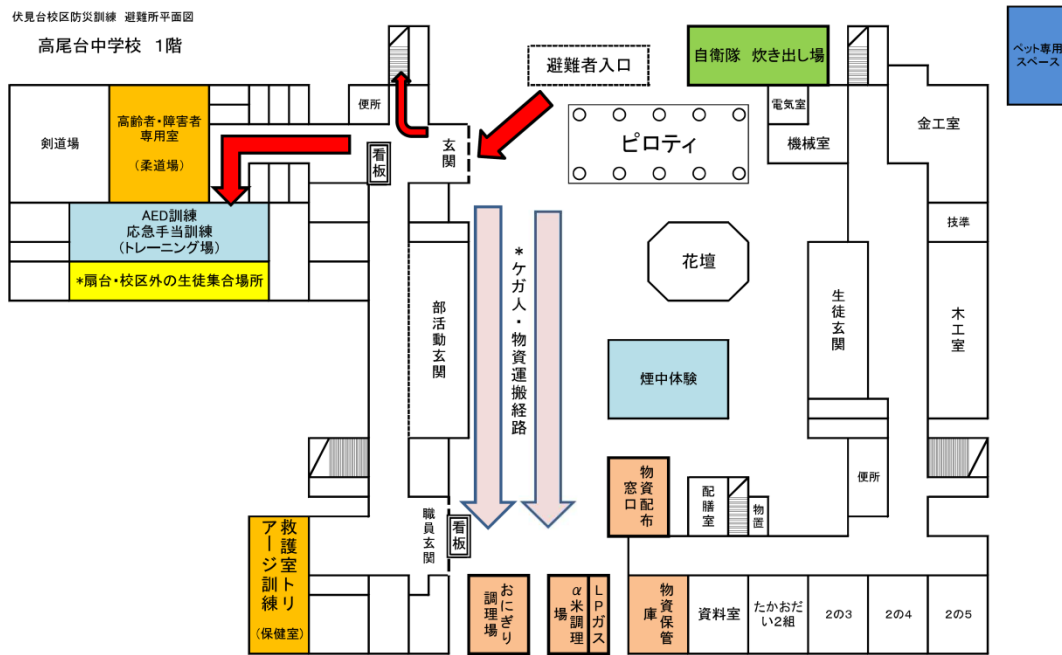 伏見台校区防災訓練 避難所平面図
高尾台中学校 1階
避難者入口
自衛隊 炊き出し場
ペット専用
スペース
剣道場
高齢者・障害者
専用室
(柔道場)
便所
看板
玄関
ピロティ
電気室
機械室
金工室
技準
AED訓練
応急手当訓練
(トレーニング場)
*扇台・校区外の生徒集合場所
部活動玄関
*ケガ人・物資運搬経路
花壇
生徒玄関
木工室
煙中体験
物資配布
窓口
配膳室
物置
便所
職員玄関
看板
救護室トリ
アージ訓練
(保健室)
おにぎり
調理場
α米調理
場
LPガス
物資保管
庫
資料室
たかおだ
い2組
2の3
2の4
2の5